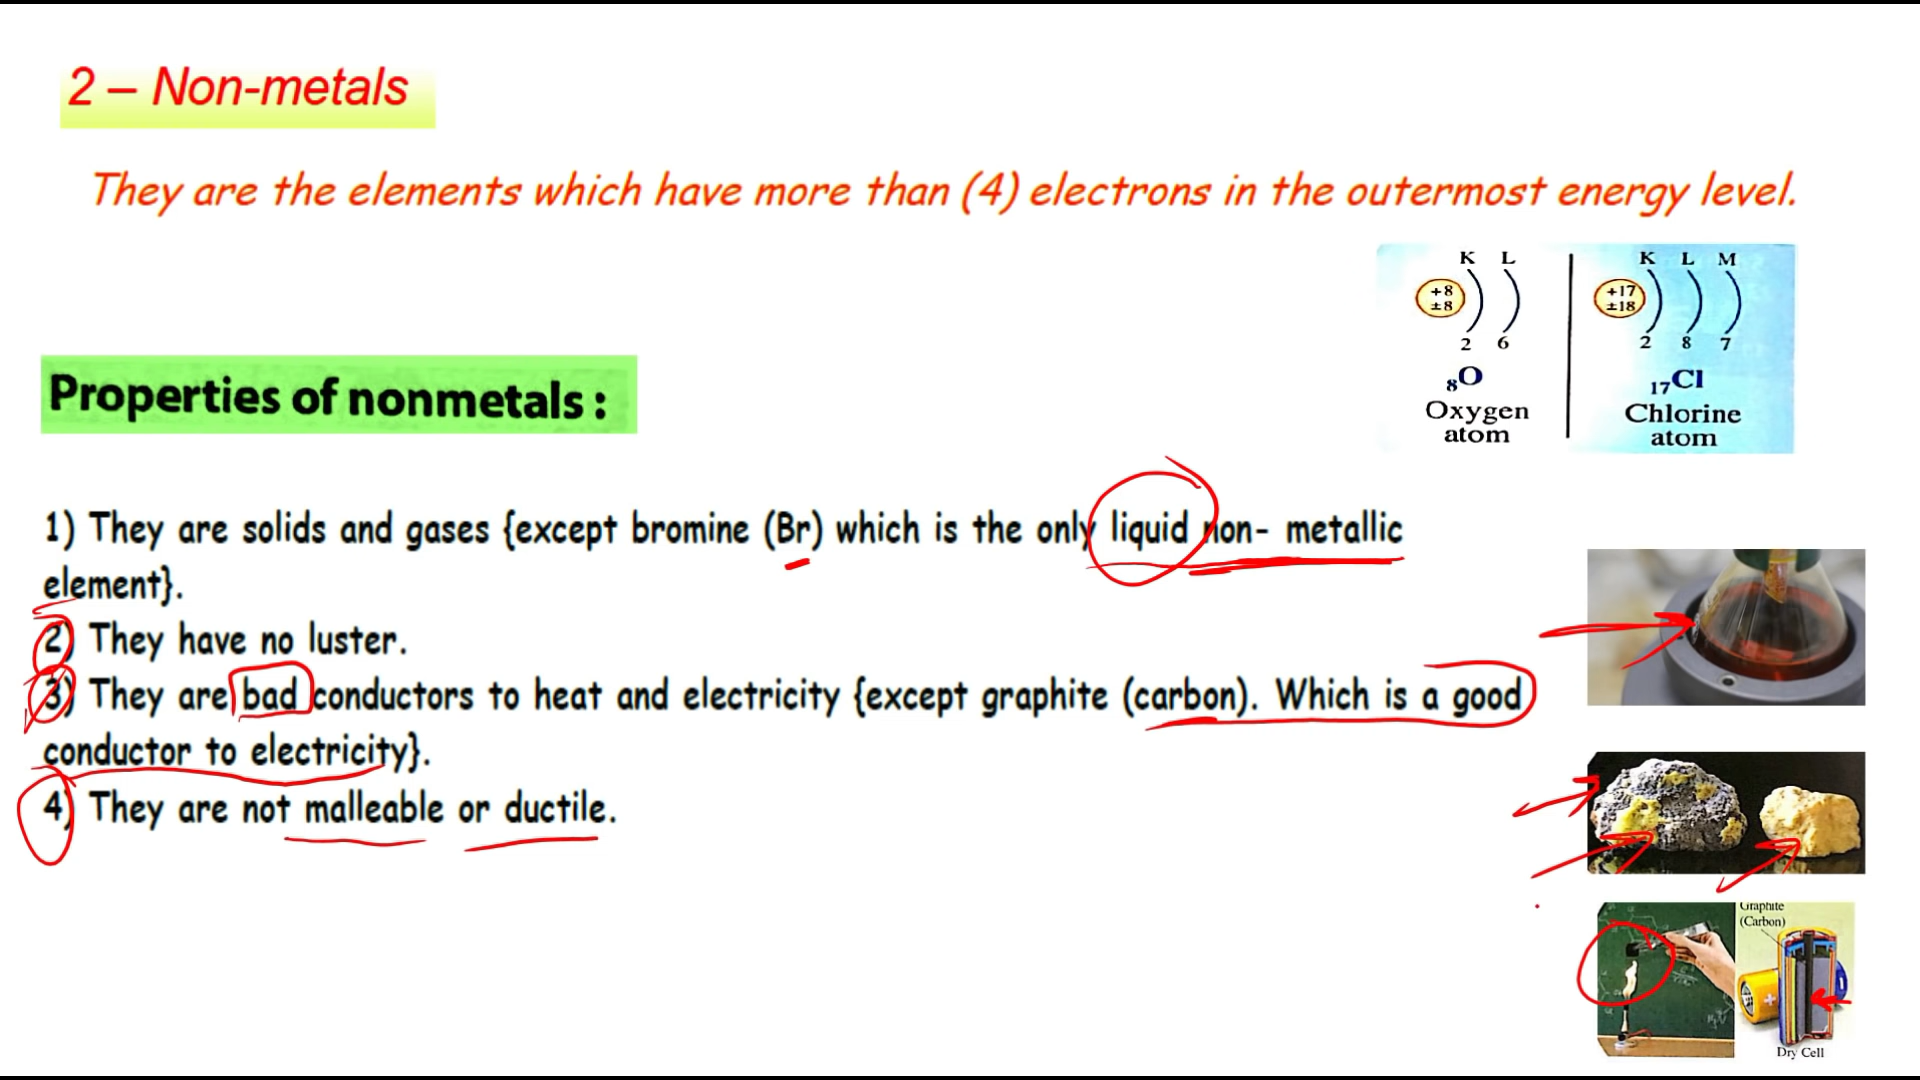 2 – Non-metals
They are the elements which have more than (4) electrons in the outermost energy level.
K L
+8
±8
2 6
₈O
Oxygen
atom
K L M
+17
±18
2 8 7
₁₇Cl
Chlorine
atom
Properties of nonmetals :
1) They are solids and gases {except bromine (Br) which is the only liquid non- metallic
element}.
2) They have no luster.
3) They are bad conductors to heat and electricity {except graphite (carbon). Which is a good
conductor to electricity}.
4) They are not malleable or ductile.
Graphite
(Carbon)
+
Dry Cell